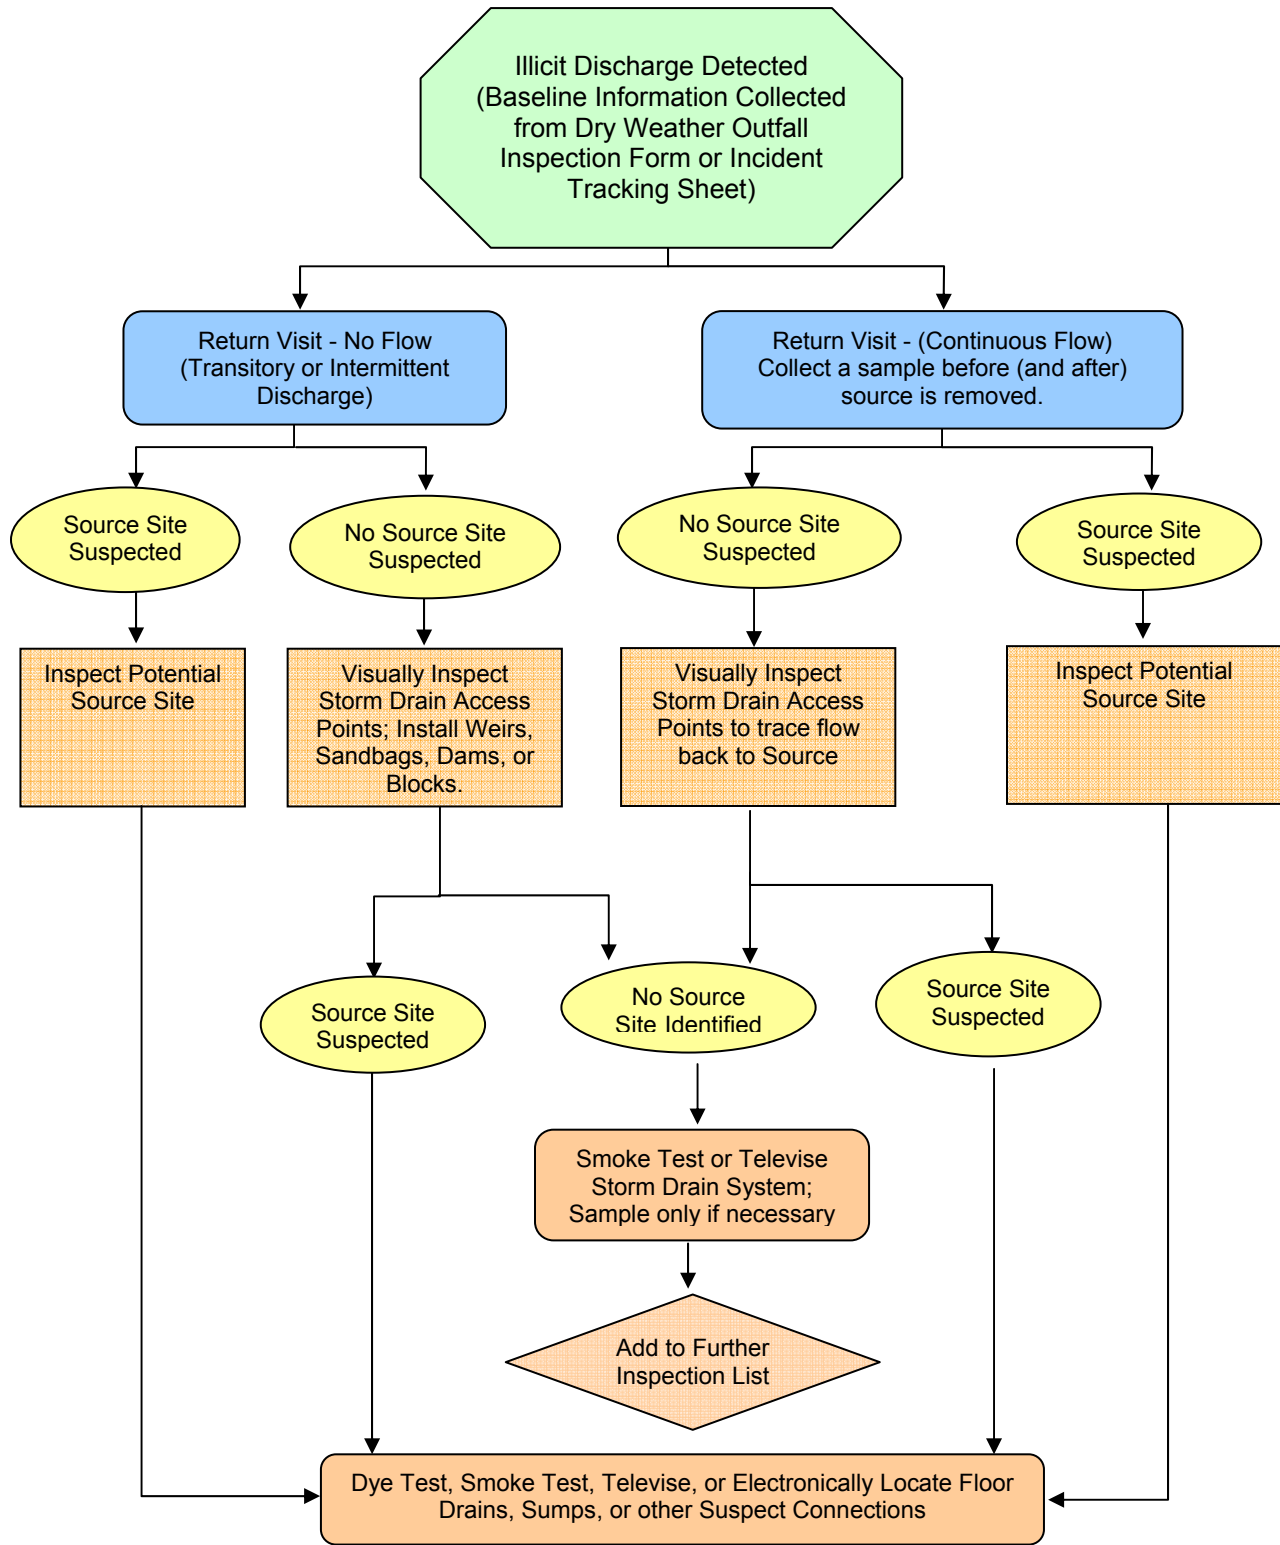 Illicit Discharge Detected
(Baseline Information Collected
from Dry Weather Outfall
Inspection Form or Incident
Tracking Sheet)
Return Visit - No Flow
(Transitory or Intermittent
Discharge)
Return Visit - (Continuous Flow)
Collect a sample before (and after)
source is removed.
Source Site
Suspected
No Source Site
Suspected
No Source Site
Suspected
Source Site
Suspected
Inspect Potential
Source Site
Visually Inspect
Storm Drain Access
Points; Install Weirs,
Sandbags, Dams, or
Blocks.
Visually Inspect
Storm Drain Access
Points to trace flow
back to Source
Inspect Potential
Source Site
Source Site
Suspected
No Source
Site Identified
Source Site
Suspected
Smoke Test or Televise
Storm Drain System;
Sample only if necessary
Add to Further
Inspection List
Dye Test, Smoke Test, Televise, or Electronically Locate Floor
Drains, Sumps, or other Suspect Connections